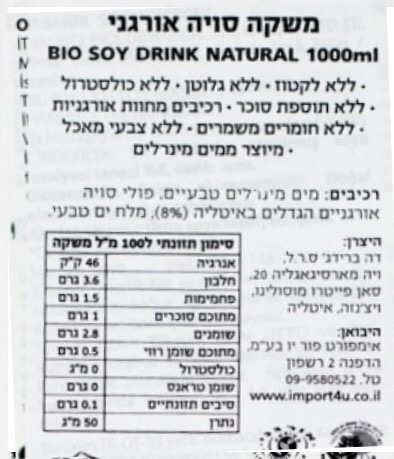 משקה סויה אורגני
BIO SOY DRINK NATURAL 1000ml
· ללא לקטוז · ללא גלוטן · ללא כולסטרול
· ללא תוספת סוכר · רכיבים מחוות אורגניות
· ללא חומרים משמרים · ללא צבעי מאכל
· מיוצר ממים מינרלים
רכיבים: מים מינרלים טבעיים, פולי סויה
אורגניים הגדלים באיטליה (8%), מלח ים טבעי.
סימון תזונתי ל100 מ"ל משקה
אנרגיה 46 ק"ק
חלבון 3.6 גרם
פחמימות 1.5 גרם
מתוכם סוכרים 1 גרם
שומנים 2.8 גרם
מתוכם שומן רווי 0.5 גרם
כולסטרול 0 מ"ג
שומן טראנס 0 גרם
סיבים תזונתיים 0.1 גרם
נתרן 50 מ"ג
היצרן:
דה ברידג' ס.ר.ל,
ויה מארסיגאגליה 20,
סאן פייטרו מוסולינו,
ויצ'נזה, איטליה
היבואן:
אימפורט פור יו בע"מ,
הדפנה 2 רשפון
טל. 09-9580522
www.import4u.co.il